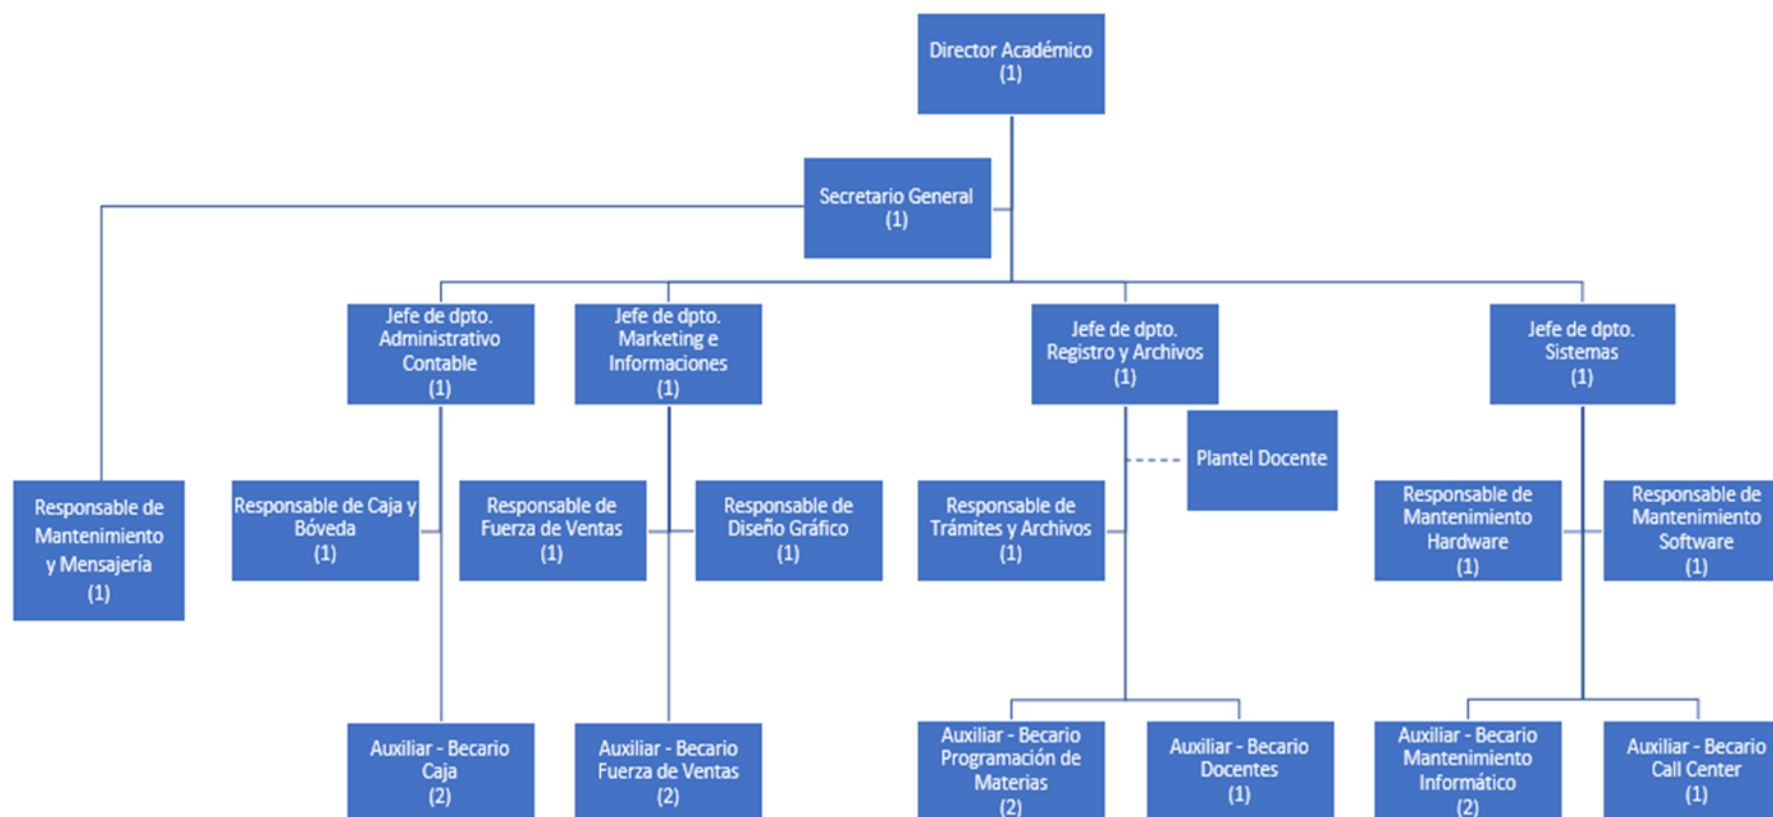 Director Académico
(1)
Secretario General
(1)
Jefe de dpto.
Administrativo
Contable
(1)
Jefe de dpto.
Marketing e
Informaciones
(1)
Jefe de dpto.
Registro y Archivos
(1)
Jefe de dpto.
Sistemas
(1)
Plantel Docente
Responsable de
Mantenimiento
y Mensajería
(1)
Responsable de Caja y
Bóveda
(1)
Responsable de
Fuerza de Ventas
(1)
Responsable de
Diseño Gráfico
(1)
Responsable de
Trámites y Archivos
(1)
Responsable de
Mantenimiento
Hardware
(1)
Responsable de
Mantenimiento
Software
(1)
Auxiliar - Becario
Caja
(2)
Auxiliar - Becario
Fuerza de Ventas
(2)
Auxiliar - Becario
Programación de
Materias
(2)
Auxiliar - Becario
Docentes
(1)
Auxiliar - Becario
Mantenimiento
Informático
(2)
Auxiliar - Becario
Call Center
(1)